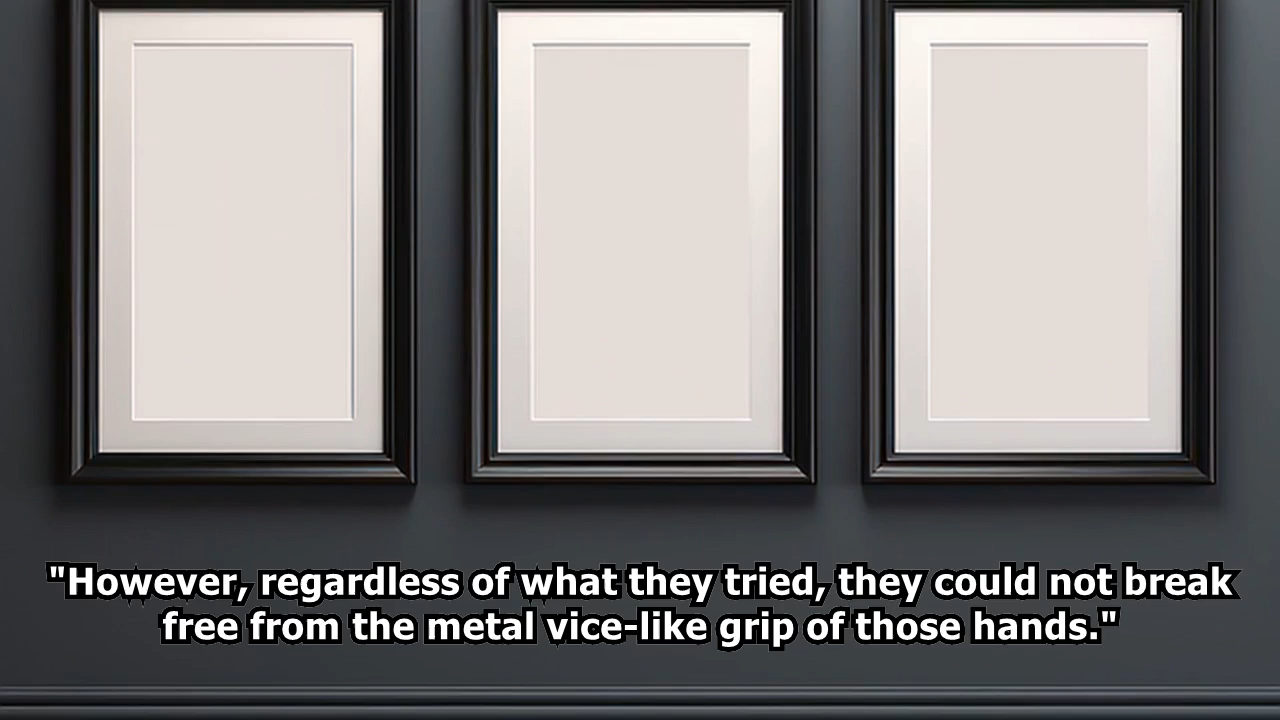 "However, regardless of what they tried, they could not break
free from the metal vice-like grip of those hands."